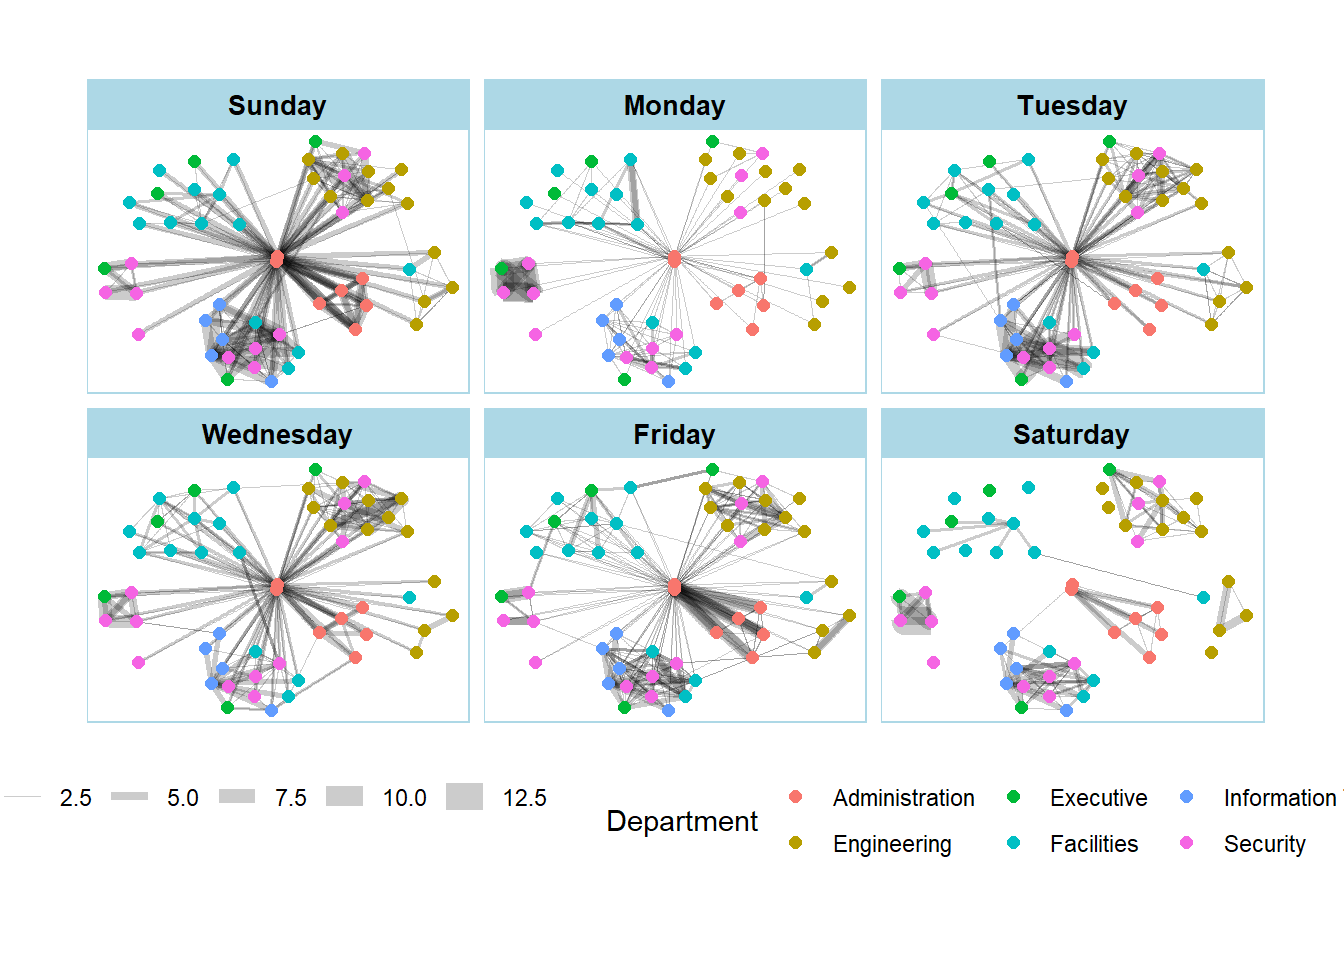 Sunday
Monday
Tuesday
Wednesday
Friday
Saturday
2.5
5.0
7.5
10.0
12.5
Department
Administration
Executive
Information
Engineering
Facilities
Security